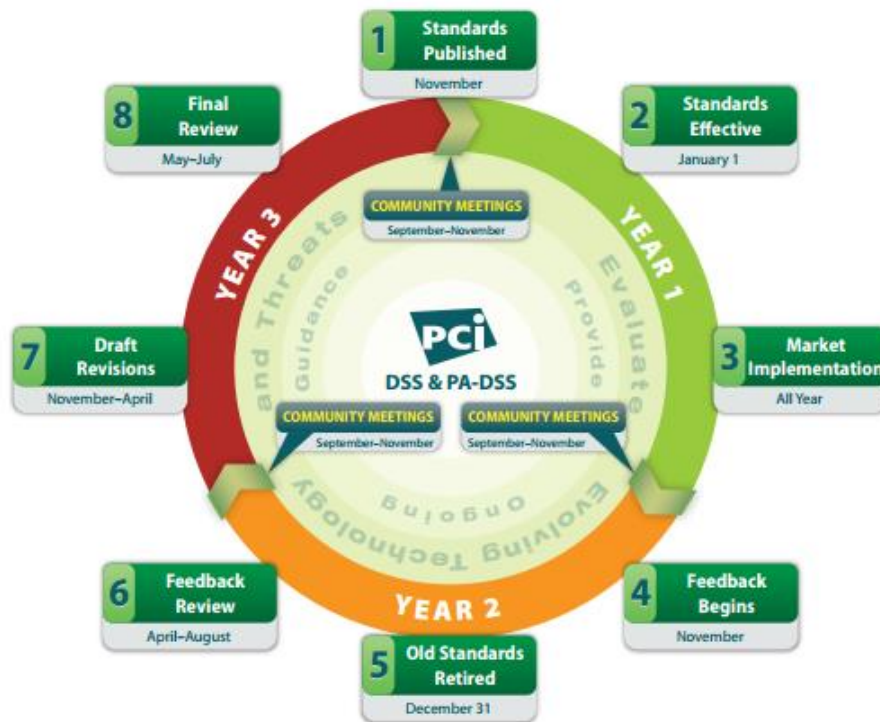 1
Standards
Published
November
2
Standards
Effective
January 1
3
Market
Implementation
All Year
4
Feedback
Begins
November
5
Old Standards
Retired
December 31
6
Feedback
Review
April–August
7
Draft
Revisions
November–April
8
Final
Review
May–July
YEAR 1
YEAR 2
YEAR 3
COMMUNITY MEETINGS
September–November
COMMUNITY MEETINGS
September–November
COMMUNITY MEETINGS
September–November
Evaluate Evolving Technology and Threats
Provide Ongoing Guidance
PCi
DSS & PA-DSS